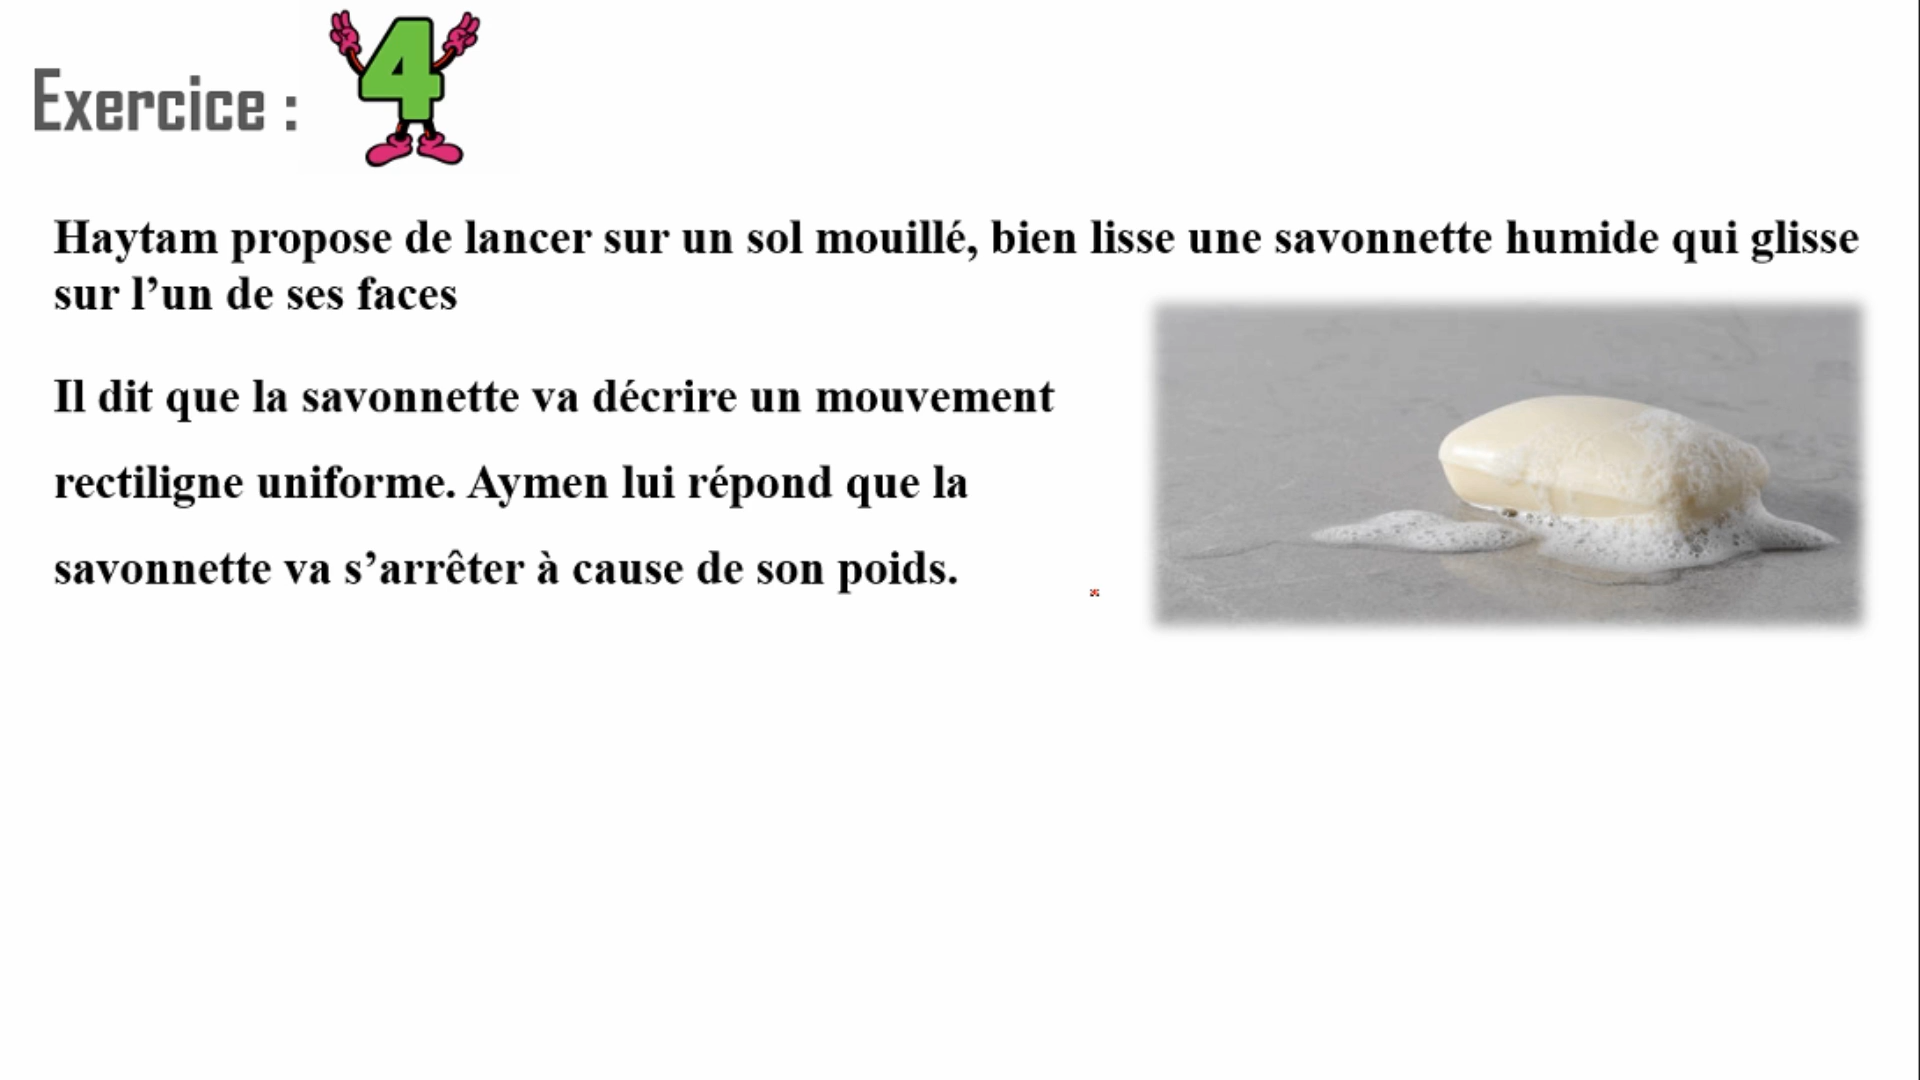 Exercice : 4
Haytam propose de lancer sur un sol mouillé, bien lisse une savonnette humide qui glisse
sur l’un de ses faces
Il dit que la savonnette va décrire un mouvement
rectiligne uniforme. Aymen lui répond que la
savonnette va s’arrêter à cause de son poids.